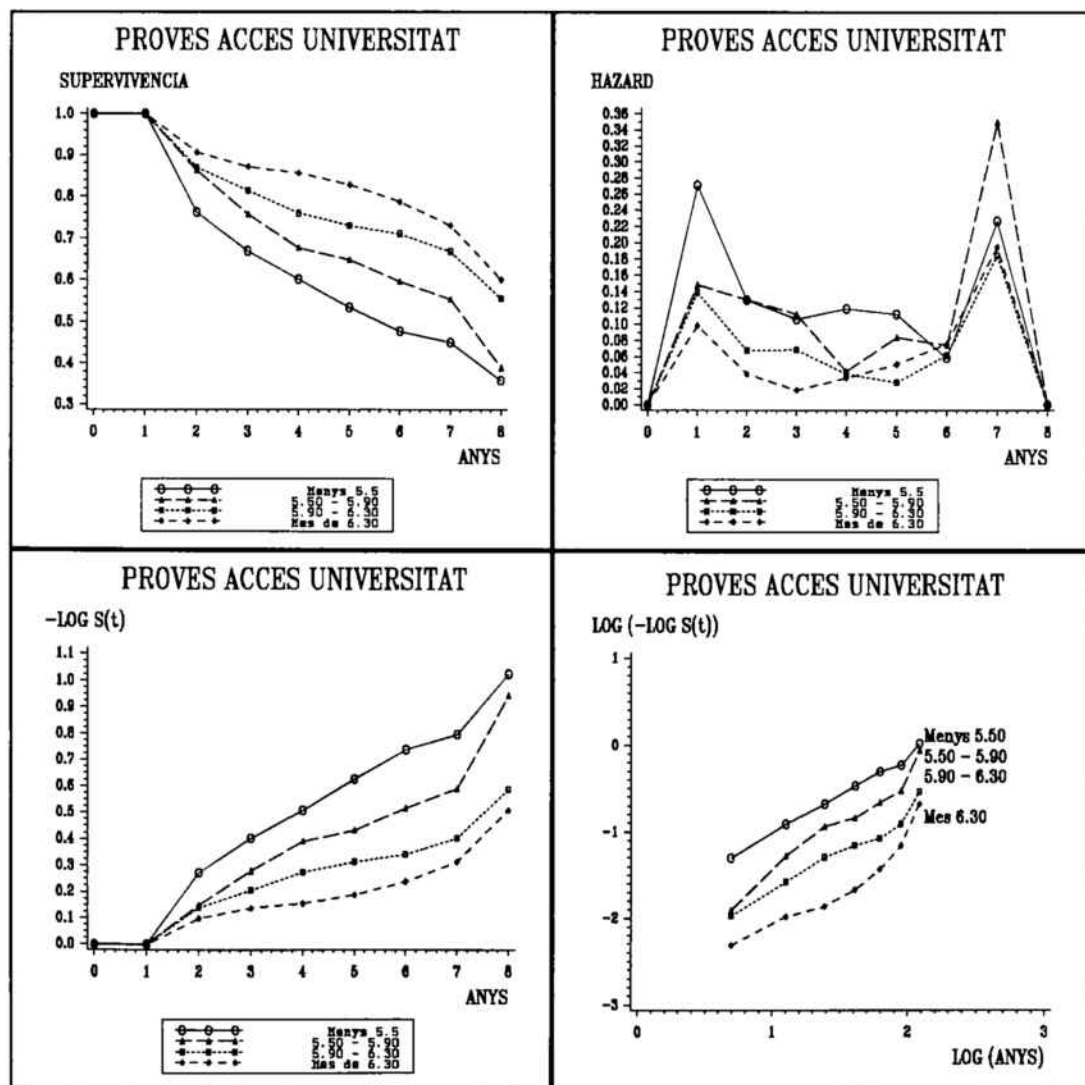 PROVES ACCES UNIVERSITAT
SUPERVIVENCIA
1.0
0.9
0.8
0.7
0.6
0.5
0.4
0.3
0 1 2 3 4 5 6 7 8
ANYS
Menys 5.5
5.50 - 5.90
5.90 - 6.30
Mes de 6.30
PROVES ACCES UNIVERSITAT
HAZARD
0.36
0.34
0.32
0.30
0.28
0.26
0.24
0.22
0.20
0.18
0.16
0.14
0.12
0.10
0.08
0.06
0.04
0.02
0.00
0 1 2 3 4 5 6 7 8
ANYS
Menys 5.5
5.50 - 5.90
5.90 - 6.30
Mes de 6.30
PROVES ACCES UNIVERSITAT
-LOG S(t)
1.1
1.0
0.9
0.8
0.7
0.6
0.5
0.4
0.3
0.2
0.1
0.0
0 1 2 3 4 5 6 7 8
ANYS
Menys 5.5
5.50 - 5.90
5.90 - 6.30
Mes de 6.30
PROVES ACCES UNIVERSITAT
LOG (-LOG S(t))
1
0
-1
-2
-3
Menys 5.50
5.50 - 5.90
5.90 - 6.30
Mes 6.30
0 1 2 3
LOG (ANYS)